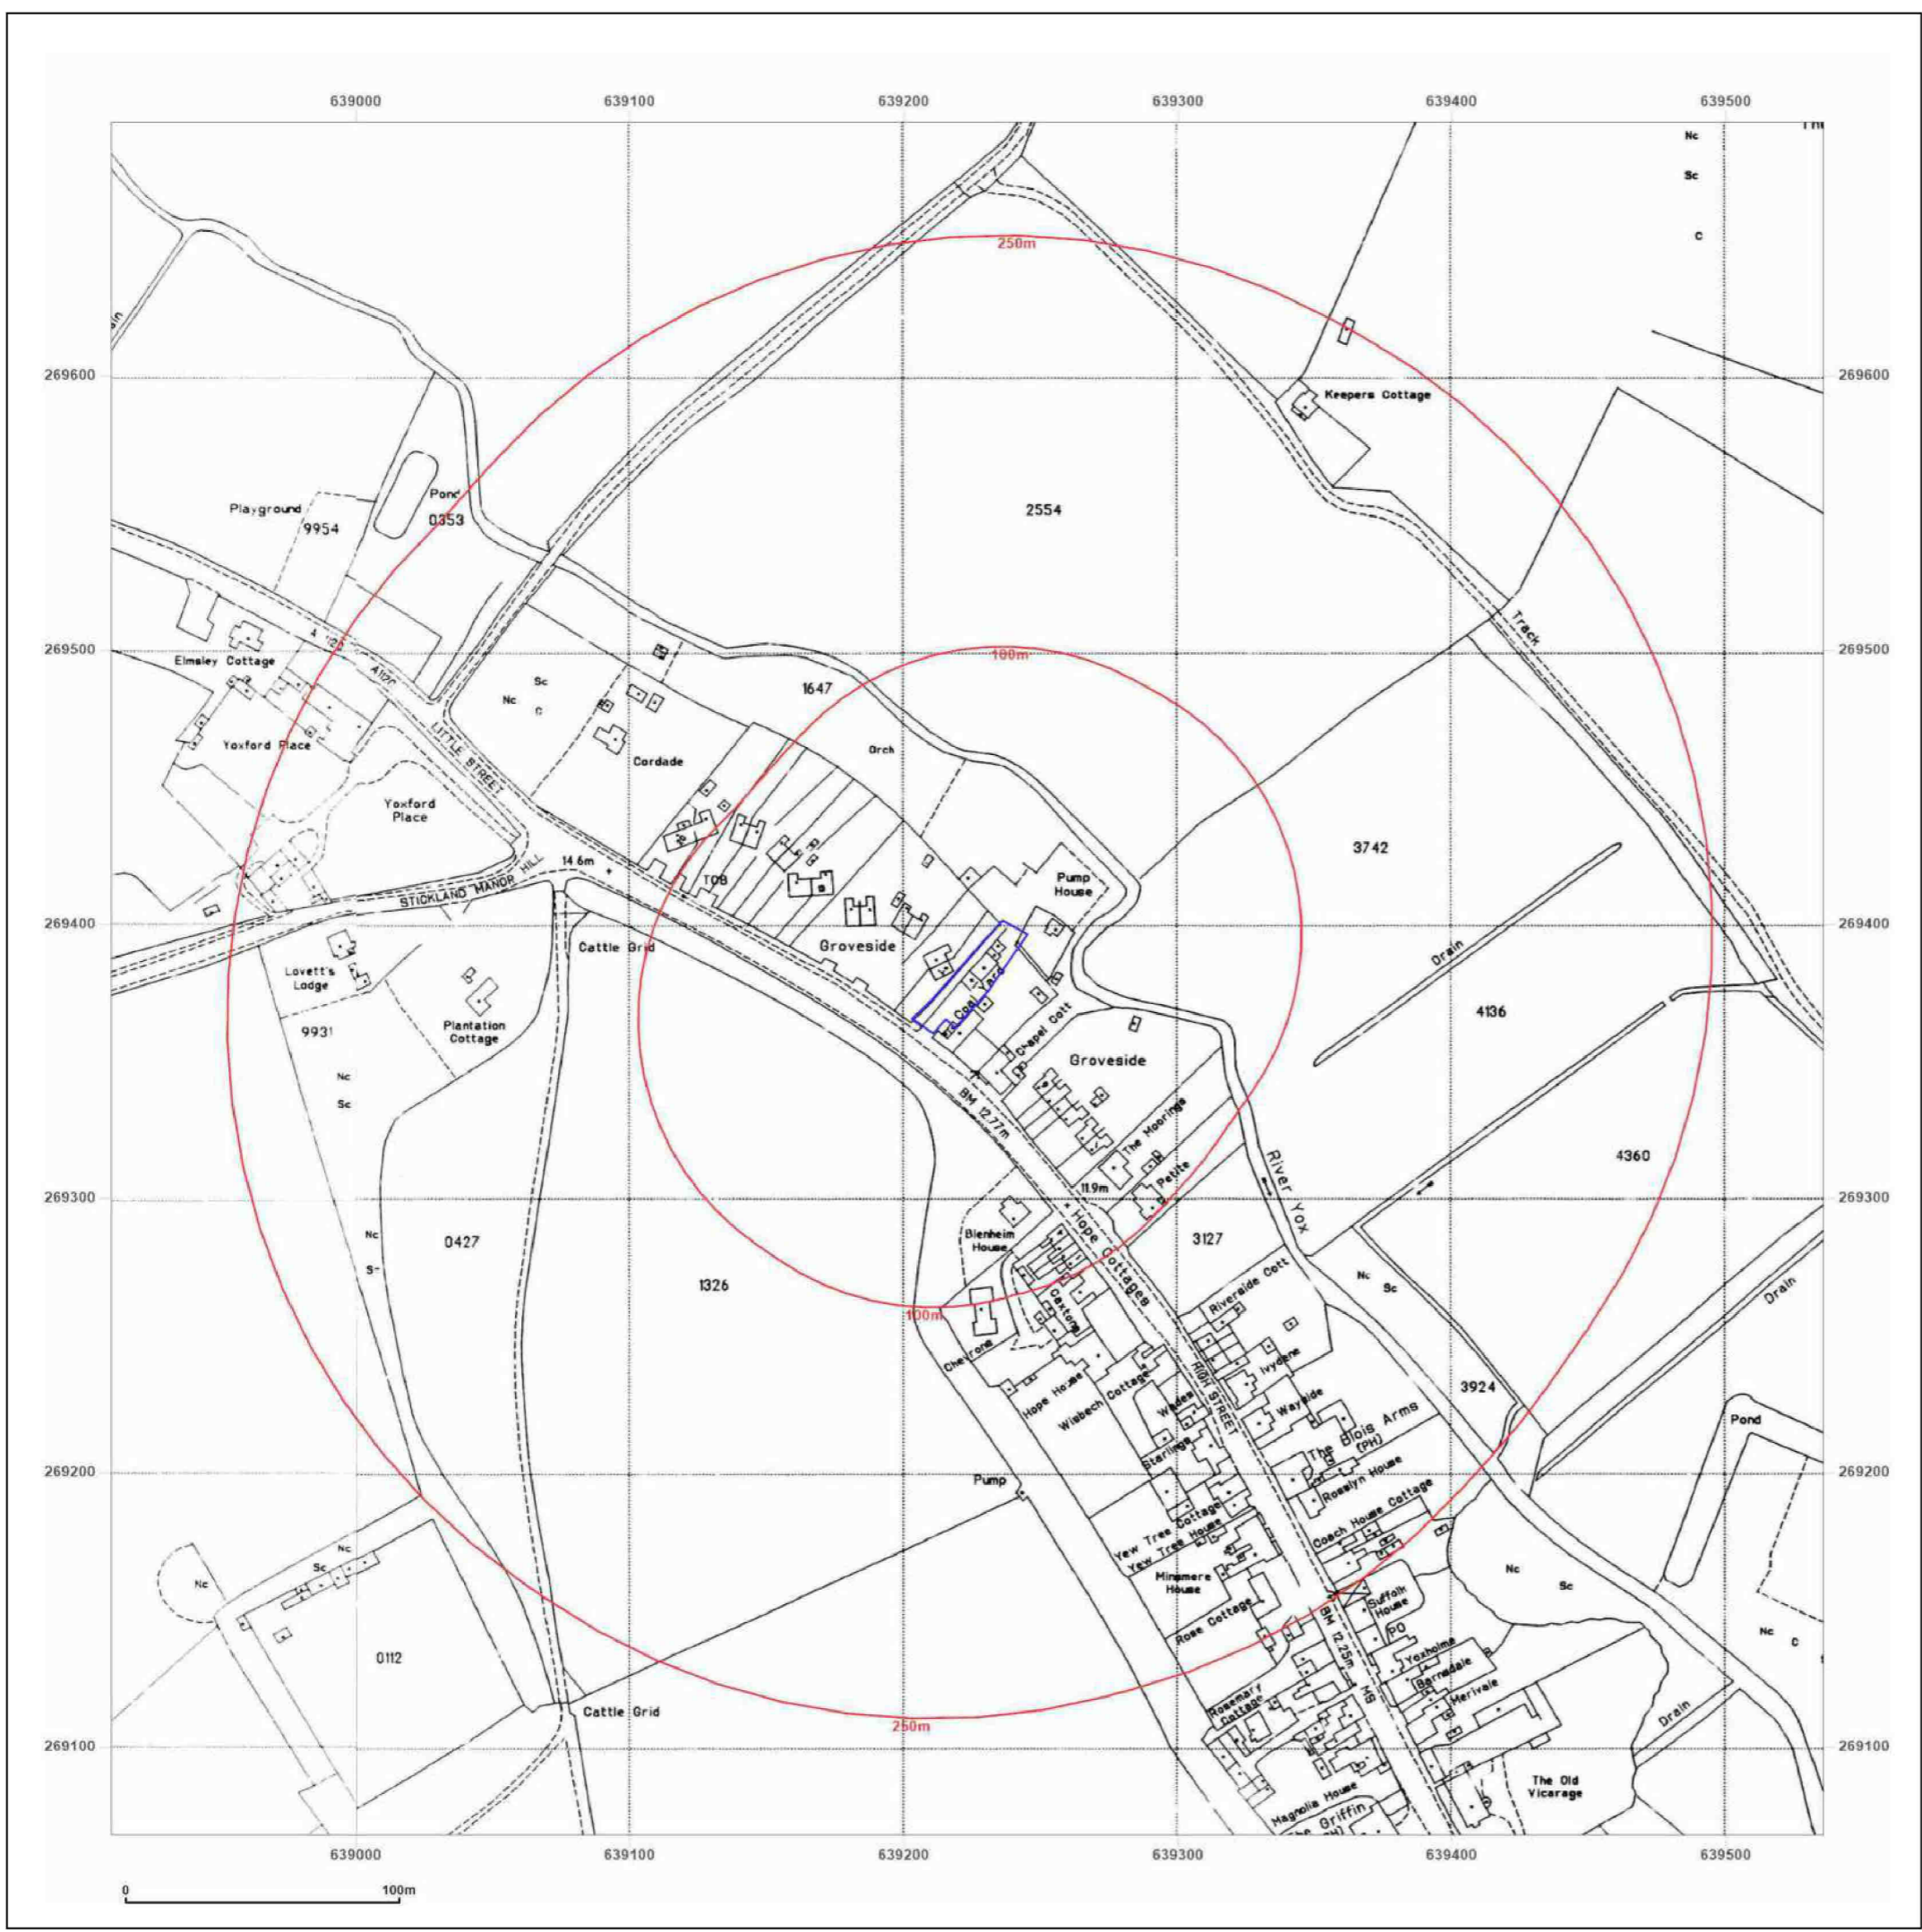 639000 639100 639200 639300 639400 639500
Nc
Sc
C
250m
269600 269600
Keepers Cottage
Playground
9954
Pond
0353
2554
Track
269500 269500
Elmsley Cottage
A1120
100m
Sc
Nc
C
1647
LITTLE STREET
Yoxford Place
Orch
Cordade
Yoxford
Place
14.6m
STICKLAND MANOR HILL
TCB
Pump
House
3742
269400 269400
Cattle Grid
Groveside
Drain
Lovett's
Lodge
Coal Yard
Plantation
Cottage
9931
4136
Chapel Cott
Groveside
Nc
Sc
BM 12.77m
The Moorings
Petite
River Yox
4360
269300 269300
11.9m
Hope Cottages
Blenheim
House
Nc
0427
3127
1326
Nc
Sc
Riverside Cott
Drain
100m
Caxtons
Chevrons
Hope House
Wisbech Cottage
HIGH STREET
Ivydene
3924
Wades
Wayside
Starlings
The Blois Arms
(PH)
Pond
269200 269200
Pump
Rosslyn House
Coach House Cottage
Yew Tree Cottage
Yew Tree House
Nc
Sc
Nc
Minsmere
House
Nc
Sc
Suffolk
House
Rose Cottage
PO
BM 12.25m
Nc
C
0112
Yoxholme
Barnsdale
Merivale
MS
Rosemary
Cottage
Cattle Grid
250m
Drain
269100 269100
The Old
Vicarage
Magnolia House
Griffin
639000 639100 639200 639300 639400 639500
0 100m